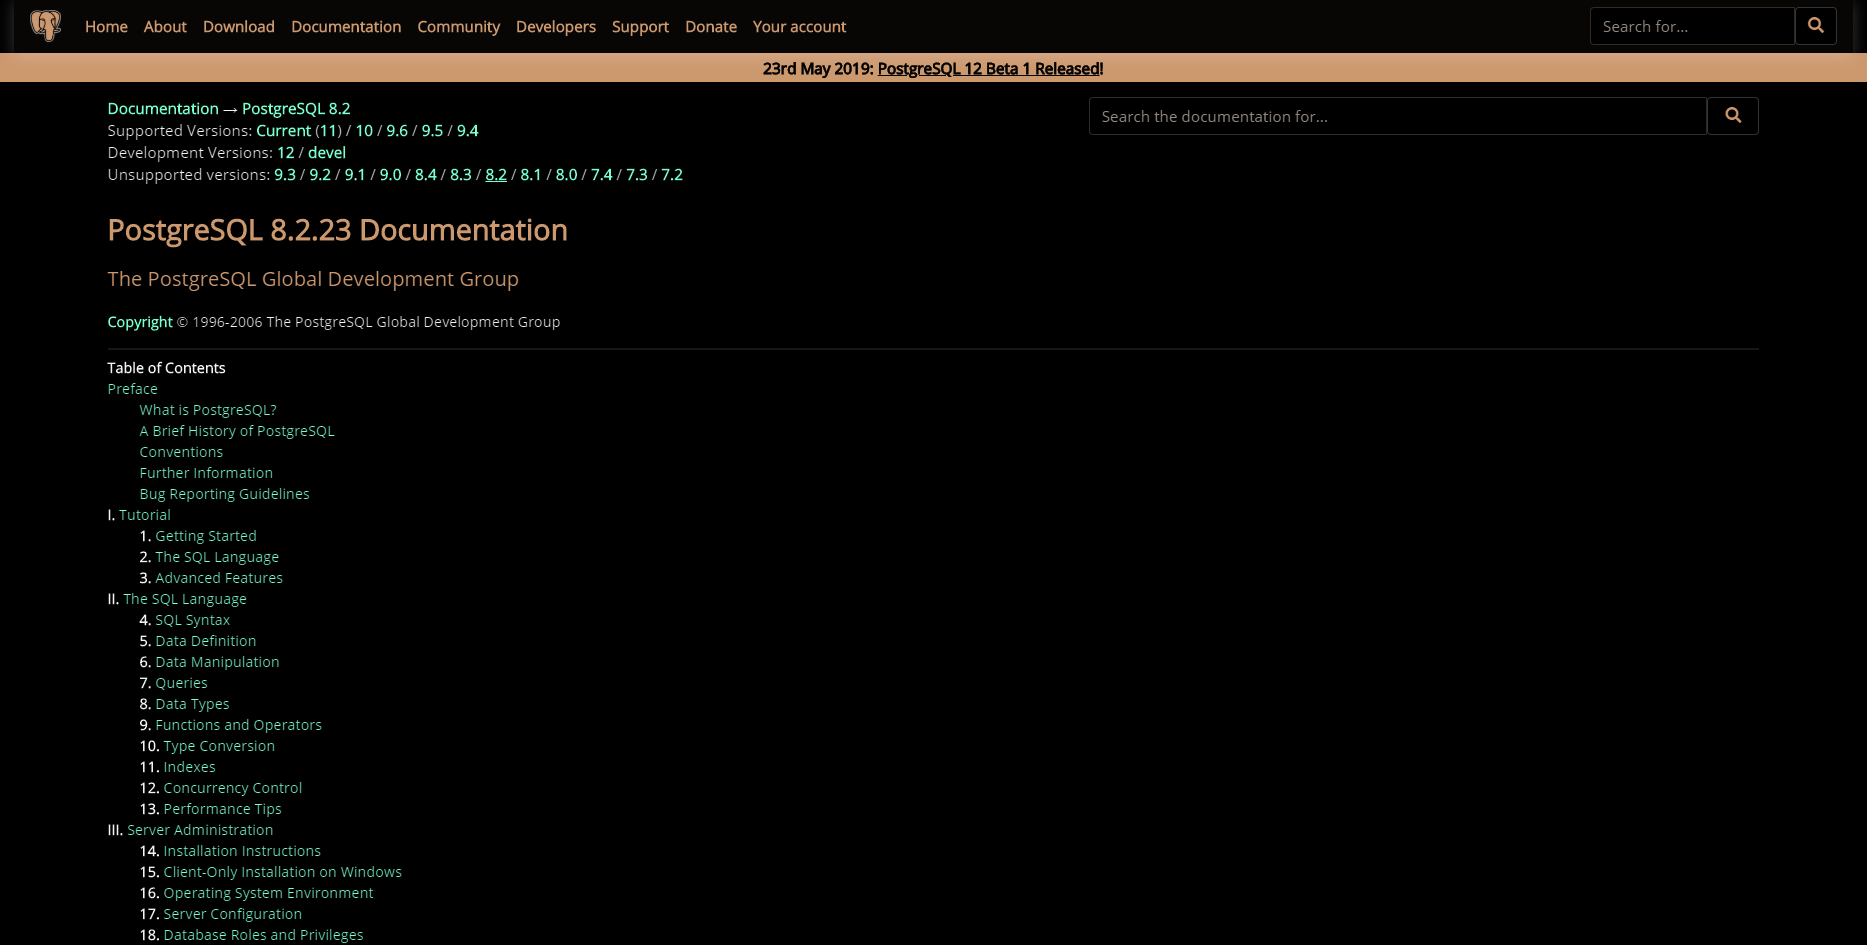 Home About Download Documentation Community Developers Support Donate Your account Search for...
23rd May 2019: PostgreSQL 12 Beta 1 Released!
Documentation → PostgreSQL 8.2
Search the documentation for...
Supported Versions: Current (11) / 10 / 9.6 / 9.5 / 9.4
Development Versions: 12 / devel
Unsupported versions: 9.3 / 9.2 / 9.1 / 9.0 / 8.4 / 8.3 / 8.2 / 8.1 / 8.0 / 7.4 / 7.3 / 7.2
PostgreSQL 8.2.23 Documentation
The PostgreSQL Global Development Group
Copyright © 1996-2006 The PostgreSQL Global Development Group
Table of Contents
Preface
What is PostgreSQL?
A Brief History of PostgreSQL
Conventions
Further Information
Bug Reporting Guidelines
I. Tutorial
1. Getting Started
2. The SQL Language
3. Advanced Features
II. The SQL Language
4. SQL Syntax
5. Data Definition
6. Data Manipulation
7. Queries
8. Data Types
9. Functions and Operators
10. Type Conversion
11. Indexes
12. Concurrency Control
13. Performance Tips
III. Server Administration
14. Installation Instructions
15. Client-Only Installation on Windows
16. Operating System Environment
17. Server Configuration
18. Database Roles and Privileges